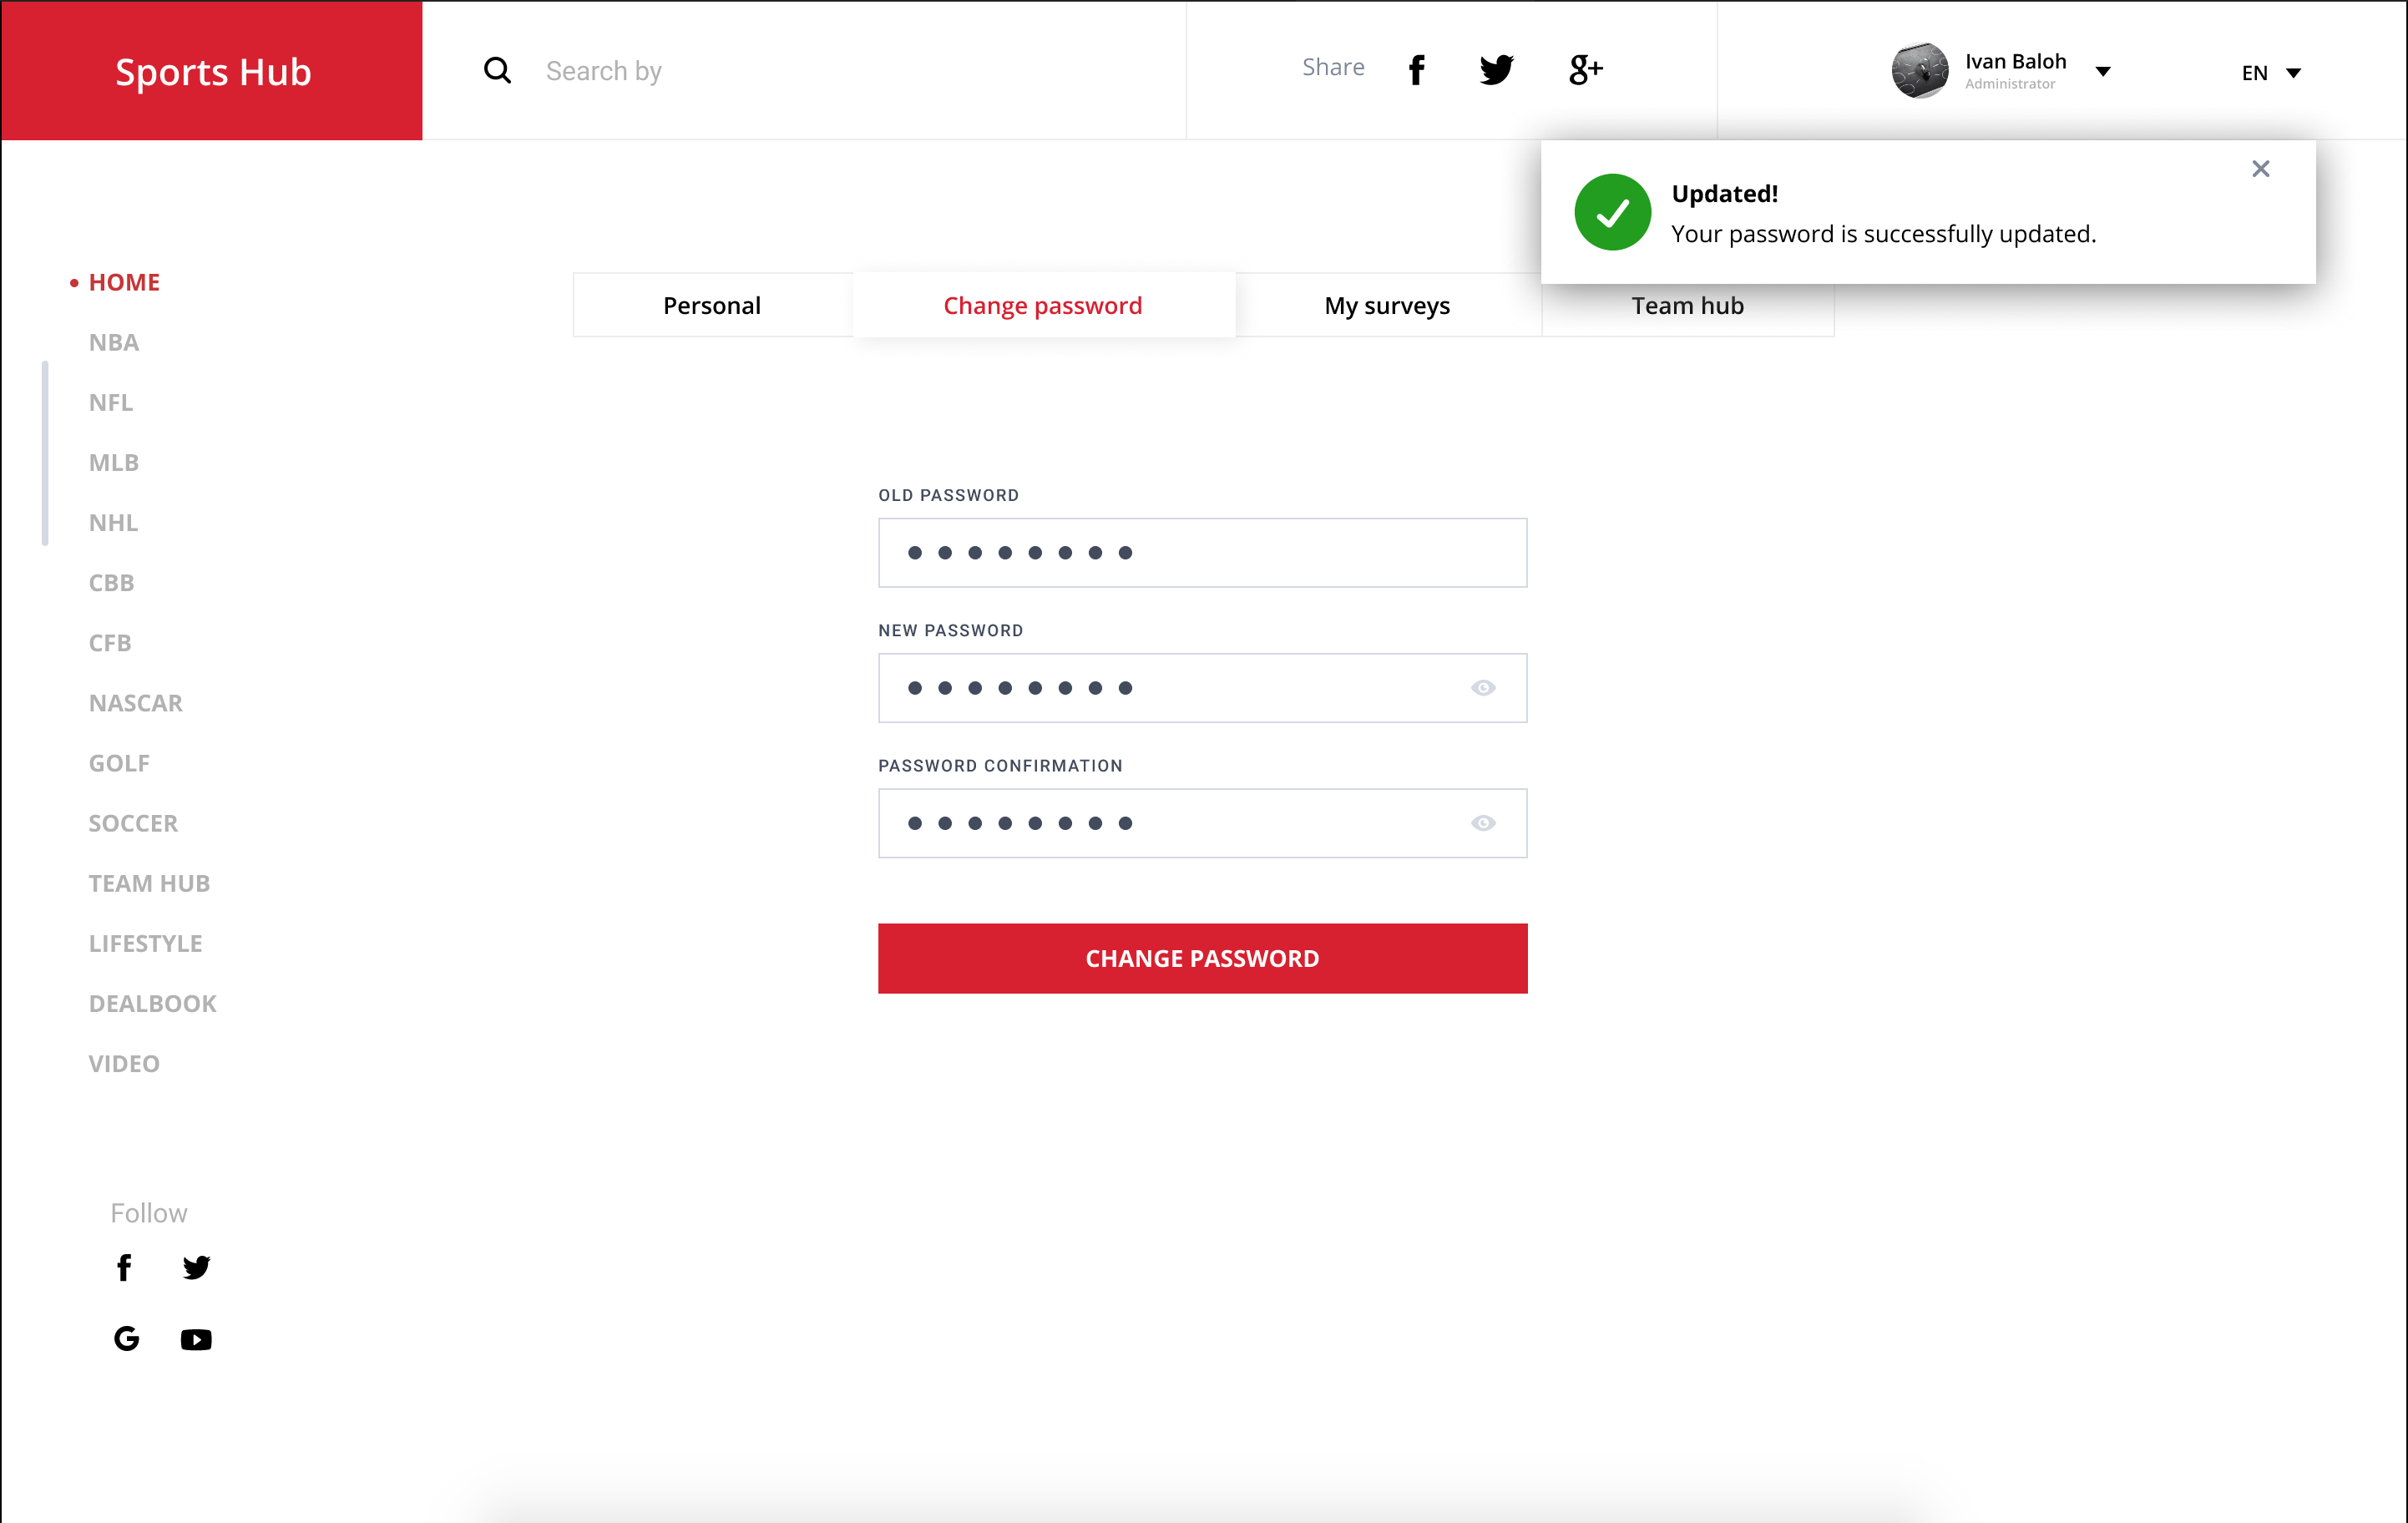 Sports Hub
Search by
Share
Ivan Baloh
Administrator
EN
Updated!
Your password is successfully updated.
Personal
Change password
My surveys
Team hub
HOME
NBA
NFL
MLB
NHL
CBB
CFB
NASCAR
GOLF
SOCCER
TEAM HUB
LIFESTYLE
DEALBOOK
VIDEO
OLD PASSWORD
NEW PASSWORD
PASSWORD CONFIRMATION
CHANGE PASSWORD
Follow